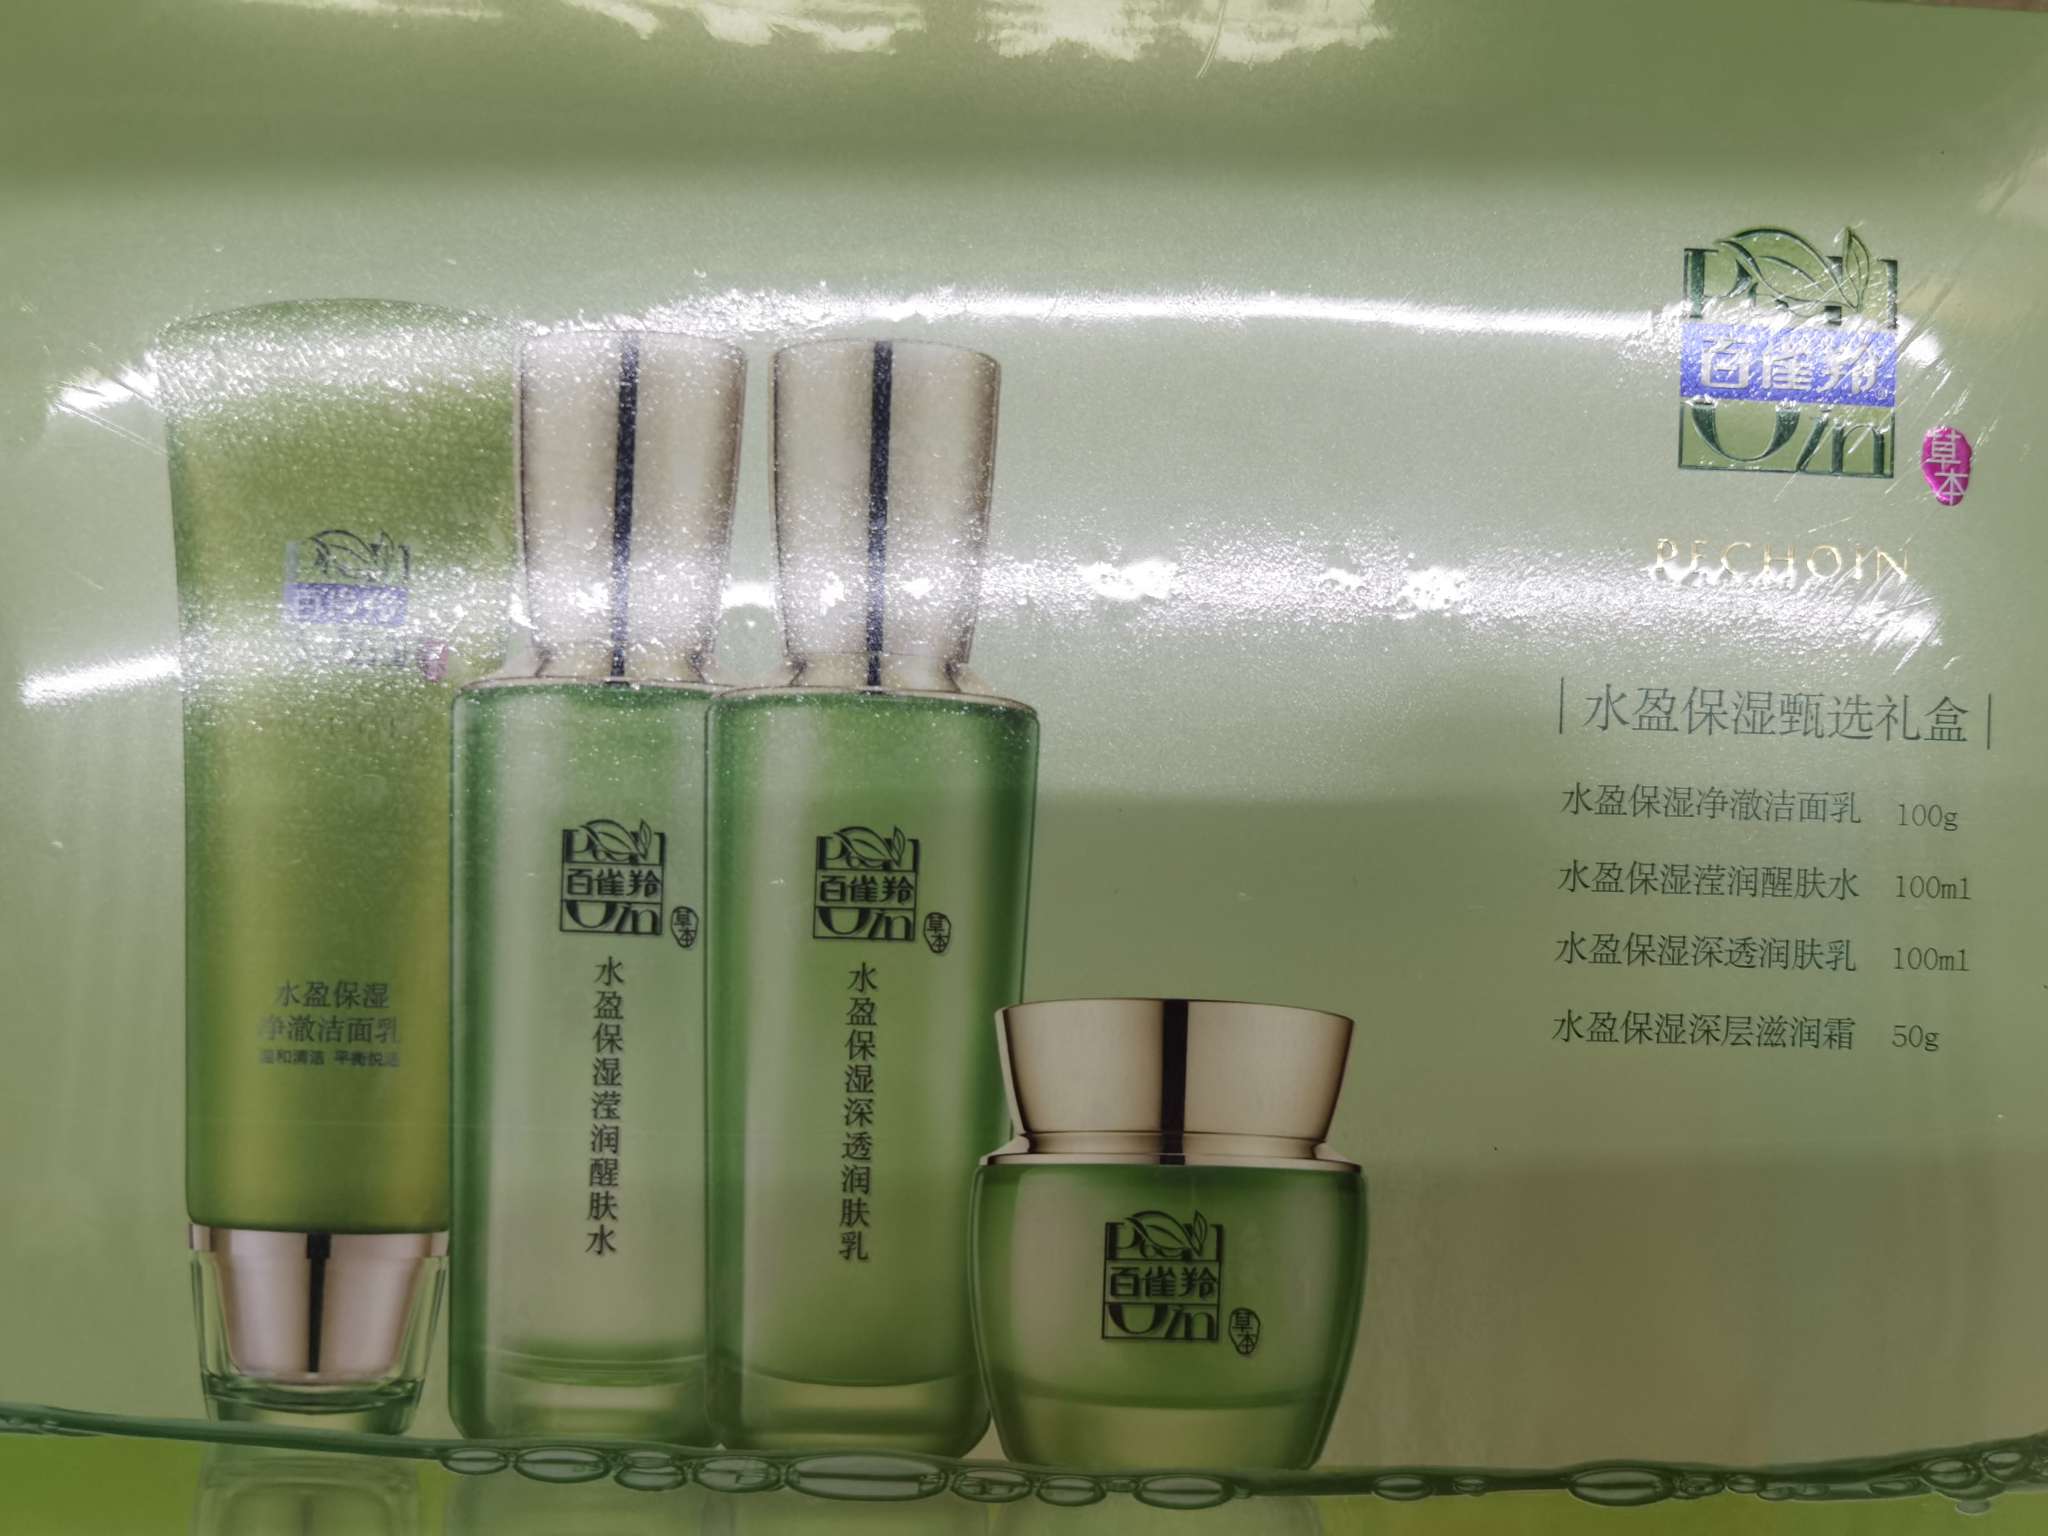 百雀羚
草本
PECHOIN
水盈保湿甄选礼盒
水盈保湿净澈洁面乳 100g
水盈保湿滢润醒肤水 100ml
水盈保湿深透润肤乳 100ml
水盈保湿深层滋润霜 50g
百雀羚
水盈保湿
净澈洁面乳
百雀羚
草本
水盈保湿滢润醒肤水
百雀羚
草本
水盈保湿深透润肤乳
百雀羚
草本